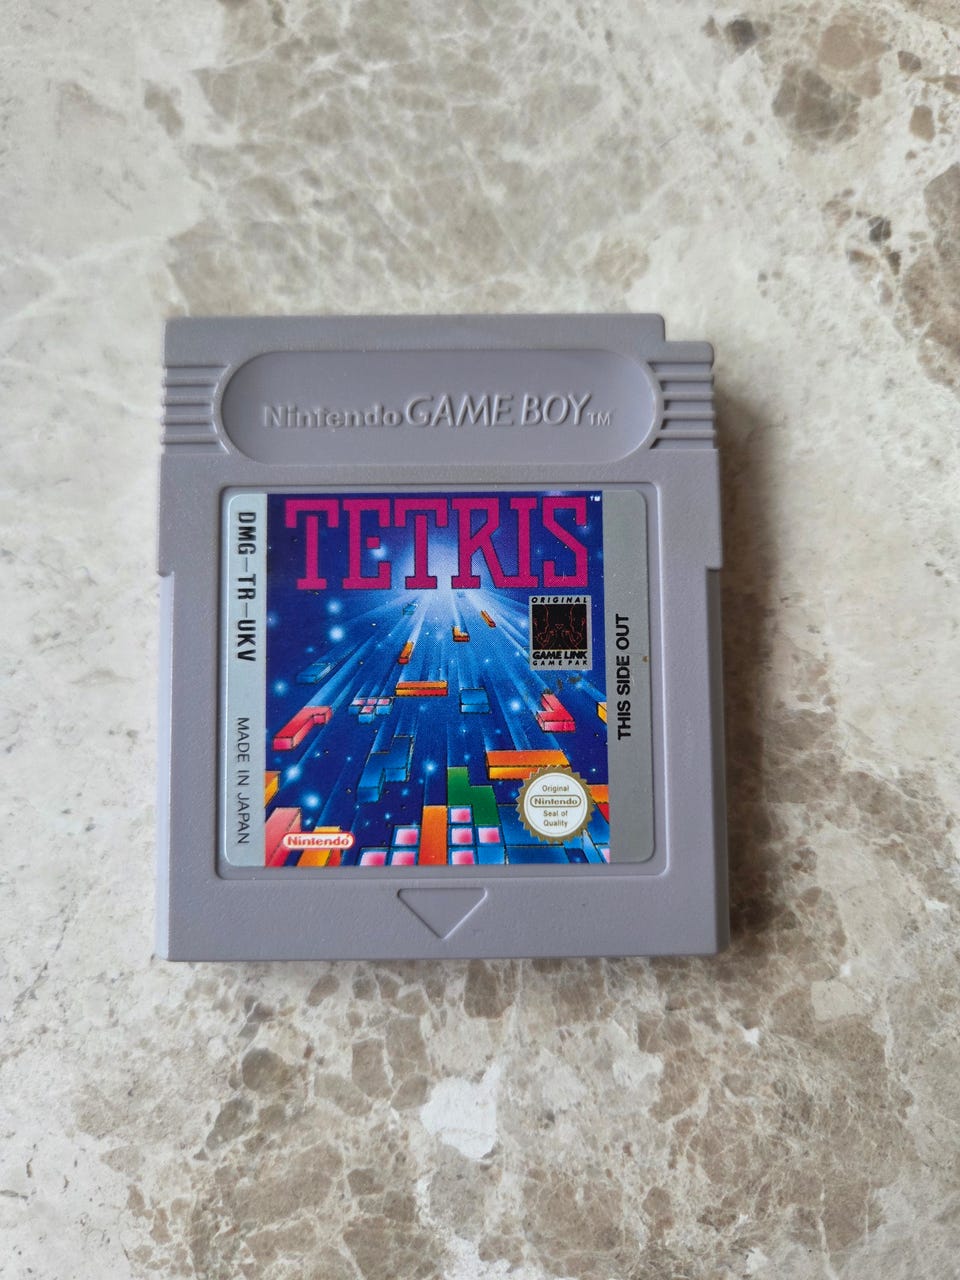 Nintendo GAME BOY TM
DMG-TR-UKV
MADE IN JAPAN
TETRIS TM
ORIGINAL
GAME LINK
GAME PAK
THIS SIDE OUT
Original
Nintendo
Seal of
Quality
Nintendo